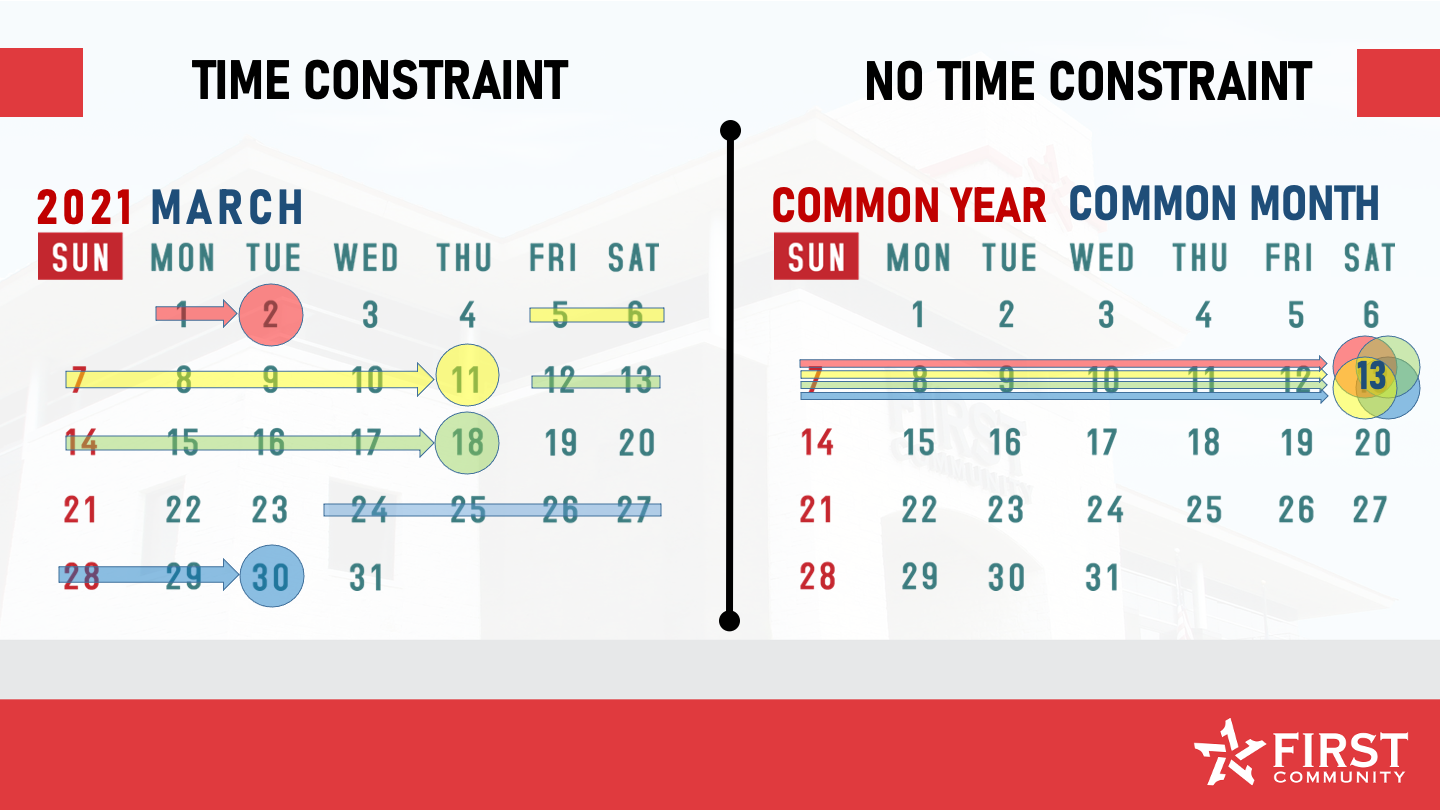 TIME CONSTRAINT
2021 MARCH
SUN MON TUE WED THU FRI SAT
1 2 3 4 5 6
7 8 9 10 11 12 13
14 15 16 17 18 19 20
21 22 23 24 25 26 27
28 29 30 31
NO TIME CONSTRAINT
COMMON YEAR COMMON MONTH
SUN MON TUE WED THU FRI SAT
1 2 3 4 5 6
7 8 9 10 11 12 13
14 15 16 17 18 19 20
21 22 23 24 25 26 27
28 29 30 31
FIRST
COMMUNITY
FIRST
COMMUNITY